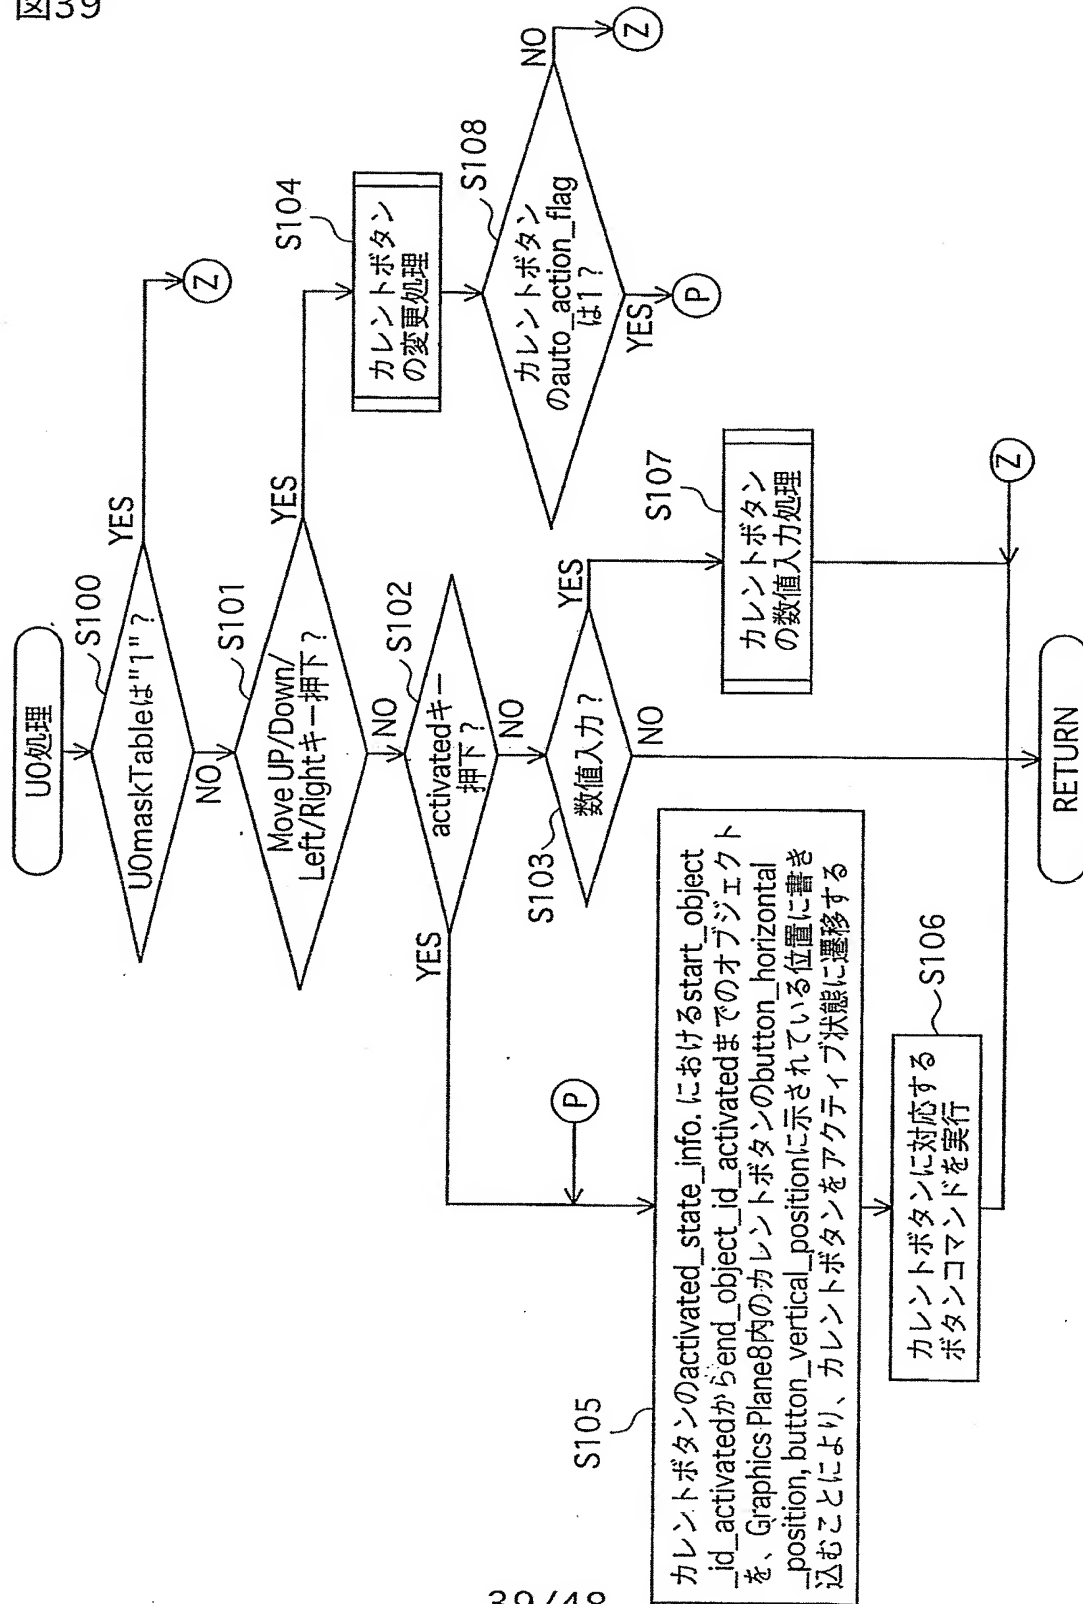 図39
UO処理
S100
UOmaskTableは"1"？
YES
Z
NO
S101
Move UP/Down/
Left/Rightキー押下？
YES
S104
カレントボタン
の変更処理
S108
カレントボタン
のauto_action_flag
は1？
NO
Z
YES
P
NO
S102
activatedキー
押下？
YES
NO
S103
数値入力？
YES
S107
カレントボタン
の数値入力処理
NO
Z
P
S105
カレントボタンのactivated_state_info.におけるstart_object
_id_activatedからend_object_id_activatedまでのオブジェクト
を、Graphics Plane8内のカレントボタンのbutton_horizontal
_position, button_vertical_positionに示されている位置に書き
込むことにより、カレントボタンをアクティブ状態に遷移する
S106
カレントボタンに対応する
ボタンコマンドを実行
RETURN
39/48